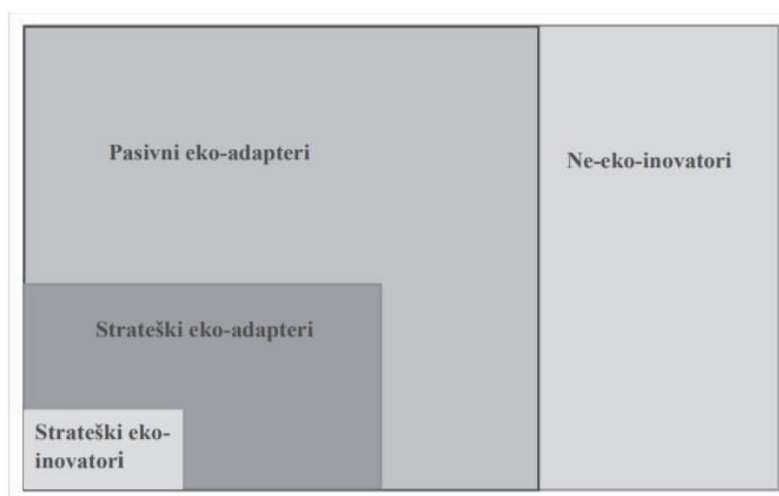 Pasivni eko-adapteri
Ne-eko-inovatori
Strateški eko-adapteri
Strateški eko-
inovatori